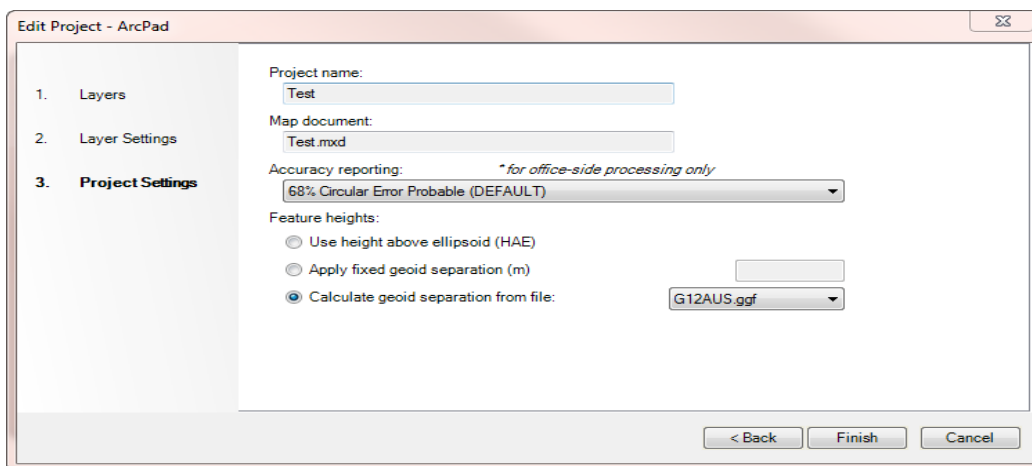 Edit Project - ArcPad
1. Layers
2. Layer Settings
3. Project Settings
Project name:
Test
Map document:
Test.mxd
Accuracy reporting: * for office-side processing only
68% Circular Error Probable (DEFAULT)
Feature heights:
Use height above ellipsoid (HAE)
Apply fixed geoid separation (m)
Calculate geoid separation from file: G12AUS.ggf
< Back Finish Cancel